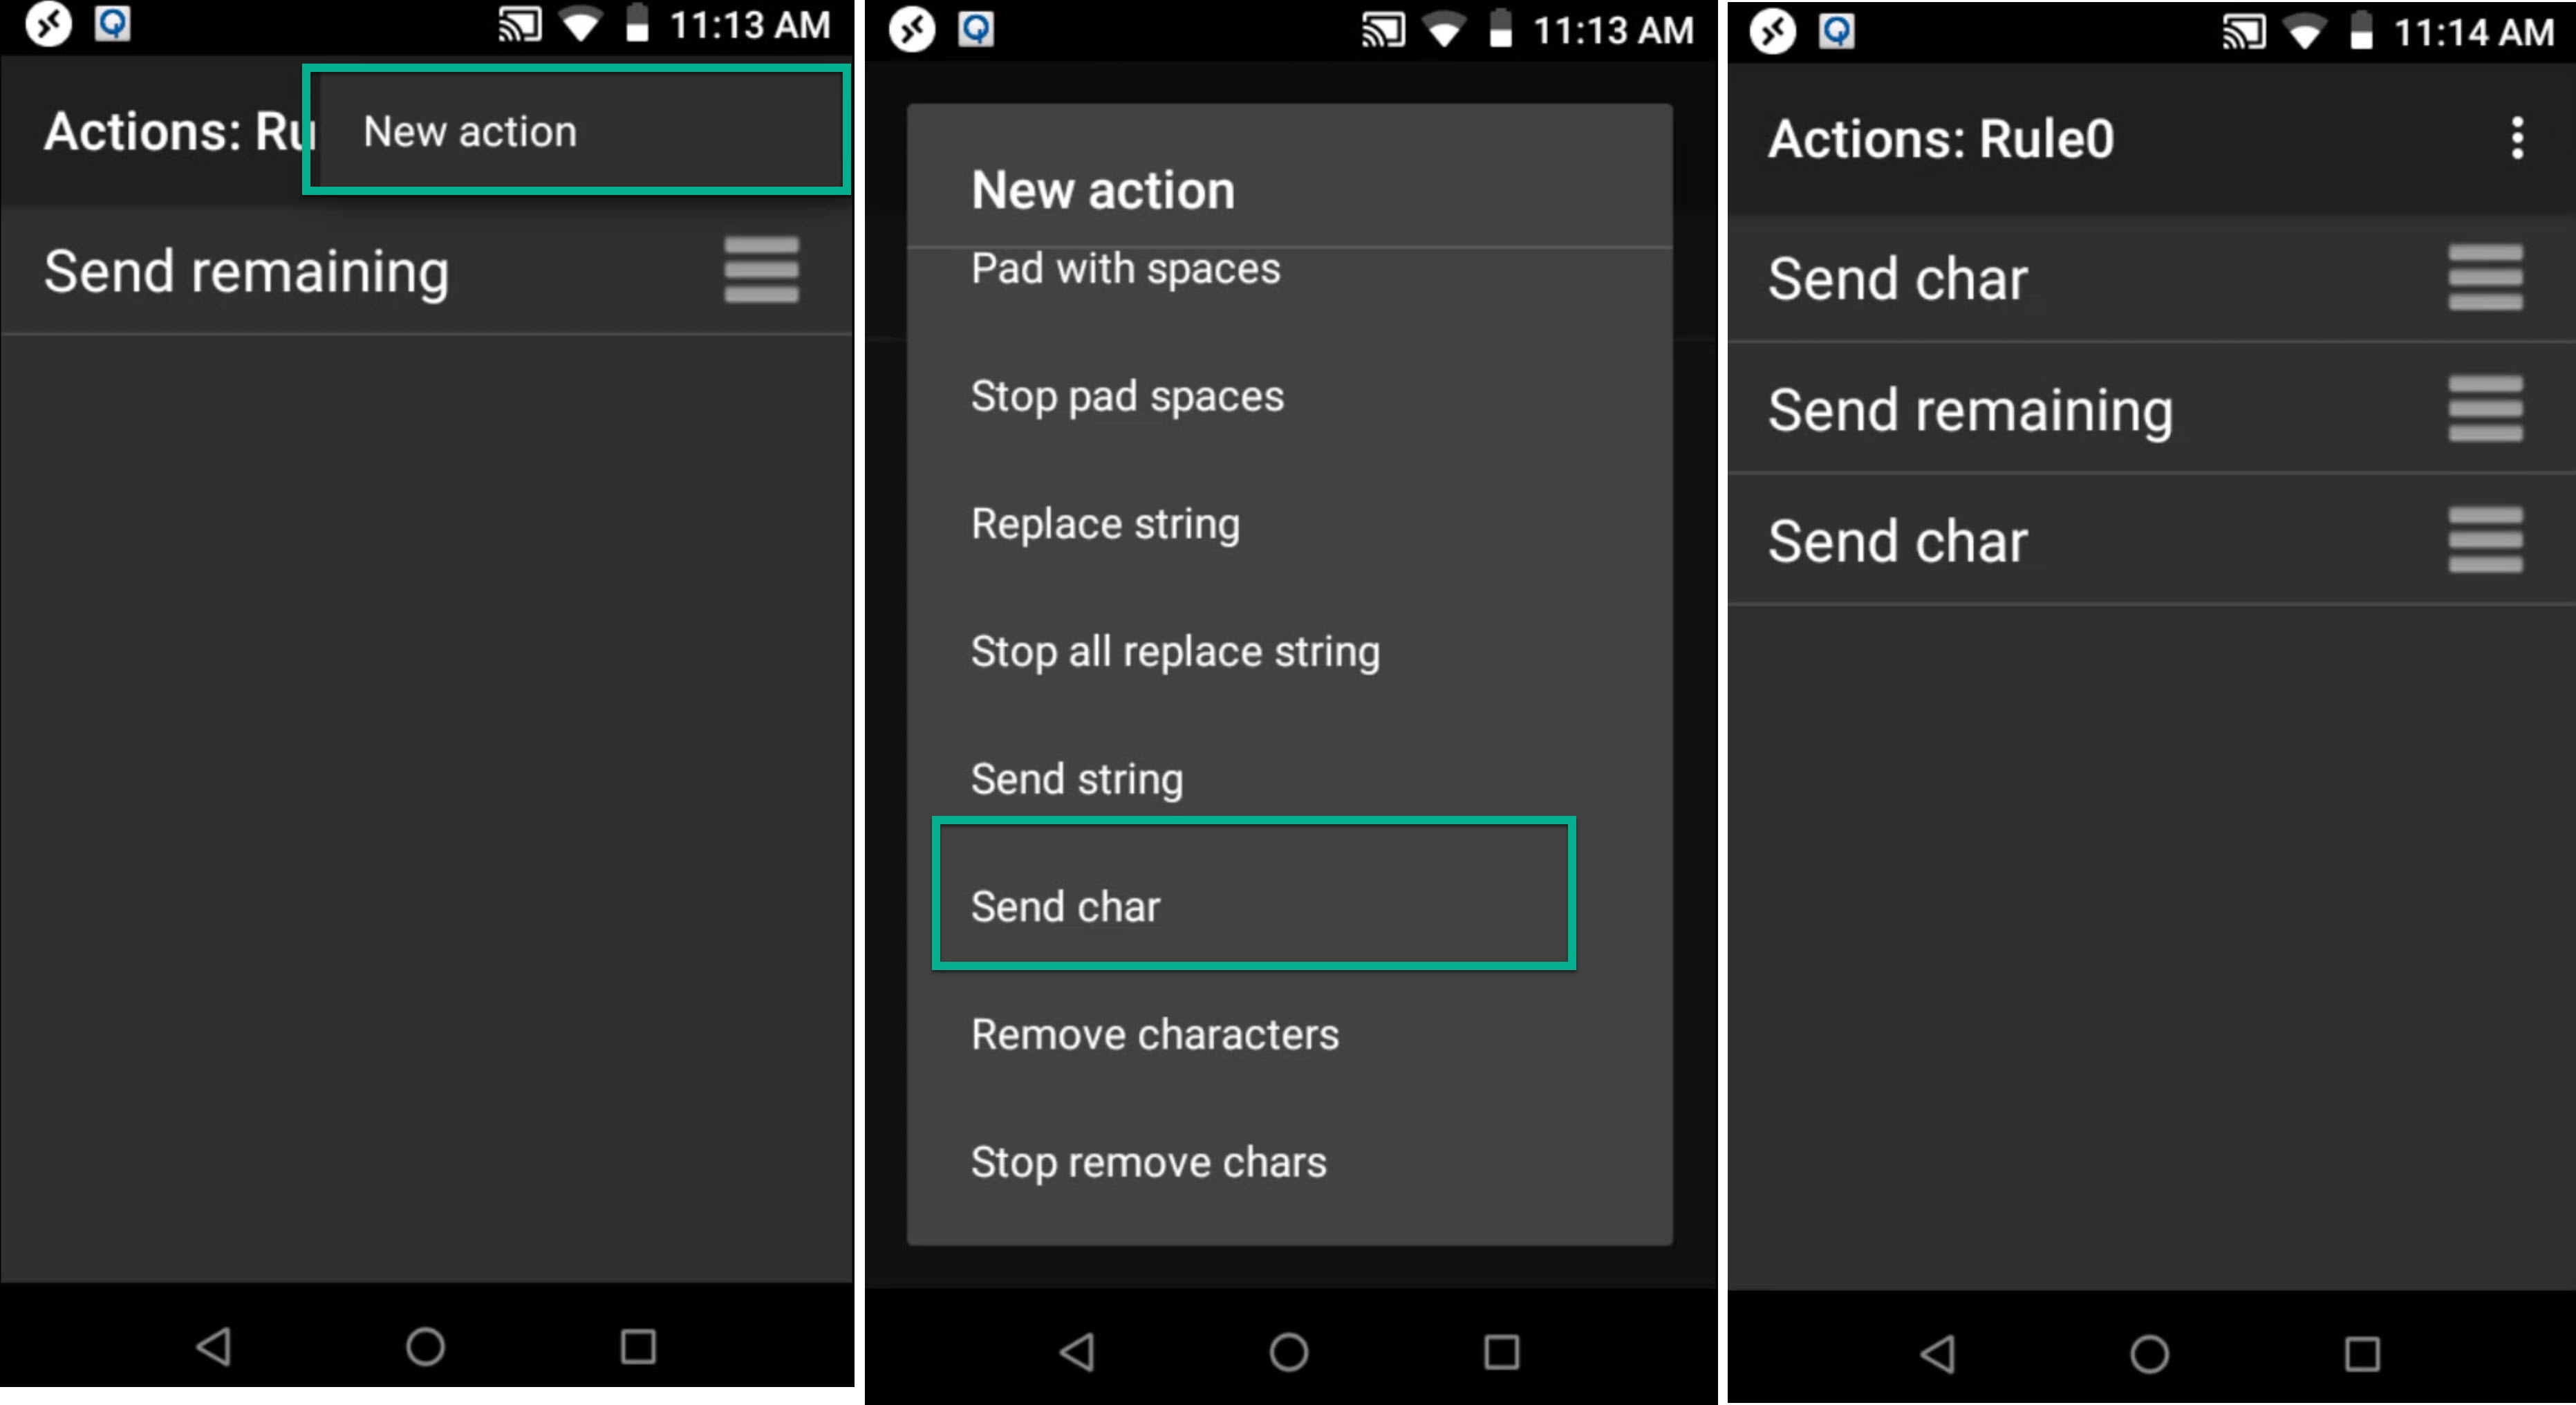 11:13 AM
Actions: Ru
New action
Send remaining
11:13 AM
New action
Pad with spaces
Stop pad spaces
Replace string
Stop all replace string
Send string
Send char
Remove characters
Stop remove chars
11:14 AM
Actions: Rule0
Send char
Send remaining
Send char